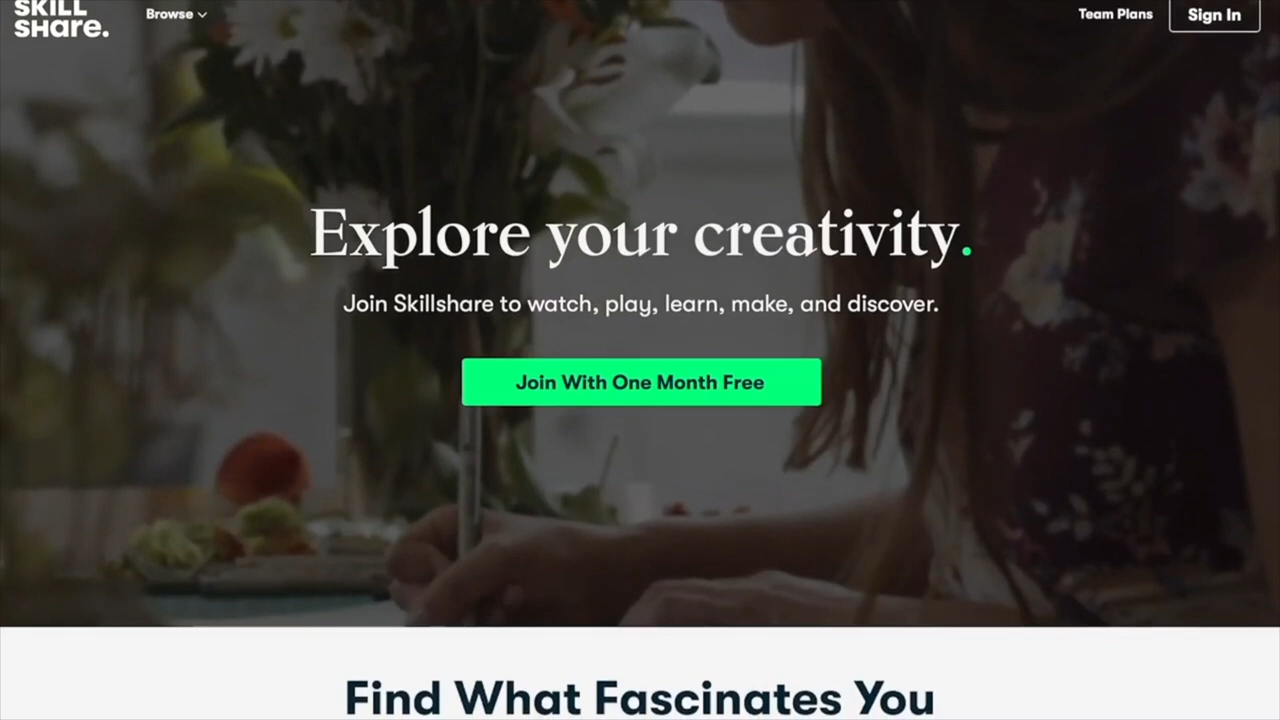 SKILL
SHARE.
Browse
Team Plans
Sign In
Explore your creativity.
Join Skillshare to watch, play, learn, make, and discover.
Join With One Month Free
Find What Fascinates You